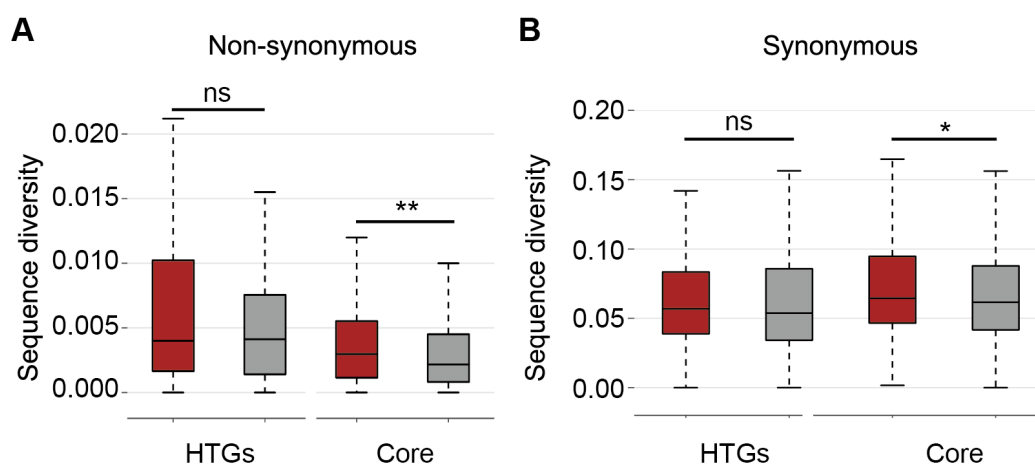 A
Non-synonymous
Sequence diversity
0.020
0.015
0.010
0.005
0.000
ns
**
HTGs
Core
B
Synonymous
Sequence diversity
0.20
0.15
0.10
0.05
0.00
ns
*
HTGs
Core